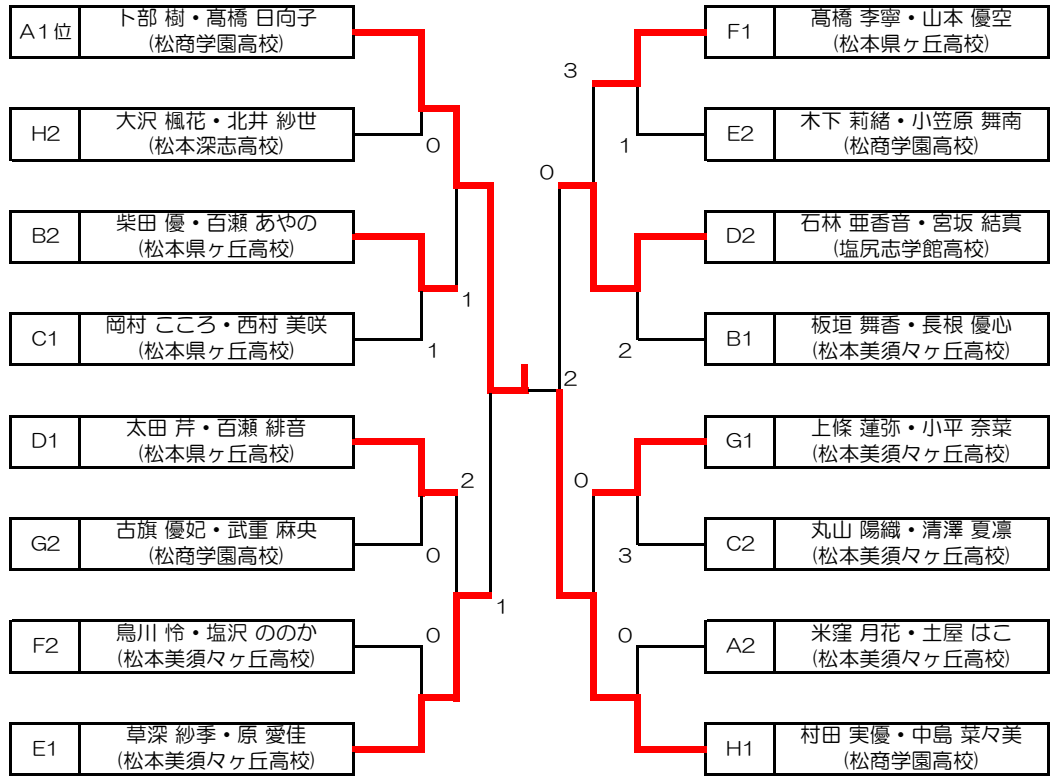 A1位
卜部 樹・髙橋 日向子
(松商学園高校)
H2
大沢 楓花・北井 紗世
(松本深志高校)
0
B2
柴田 優・百瀬 あやの
(松本県ヶ丘高校)
1
C1
岡村 こころ・西村 美咲
(松本県ヶ丘高校)
1
D1
太田 芹・百瀬 緋音
(松本県ヶ丘高校)
2
G2
古旗 優妃・武重 麻央
(松商学園高校)
0
1
F2
鳥川 怜・塩沢 ののか
(松本美須々ヶ丘高校)
0
E1
草深 紗季・原 愛佳
(松本美須々ヶ丘高校)
F1
髙橋 李寧・山本 優空
(松本県ヶ丘高校)
3
E2
木下 莉緒・小笠原 舞南
(松商学園高校)
1
0
D2
石林 亜香音・宮坂 結真
(塩尻志学館高校)
B1
板垣 舞香・長根 優心
(松本美須々ヶ丘高校)
2
2
G1
上條 蓮弥・小平 奈菜
(松本美須々ヶ丘高校)
0
C2
丸山 陽織・清澤 夏凛
(松本美須々ヶ丘高校)
3
A2
米窪 月花・土屋 はこ
(松本美須々ヶ丘高校)
0
H1
村田 実優・中島 菜々美
(松商学園高校)